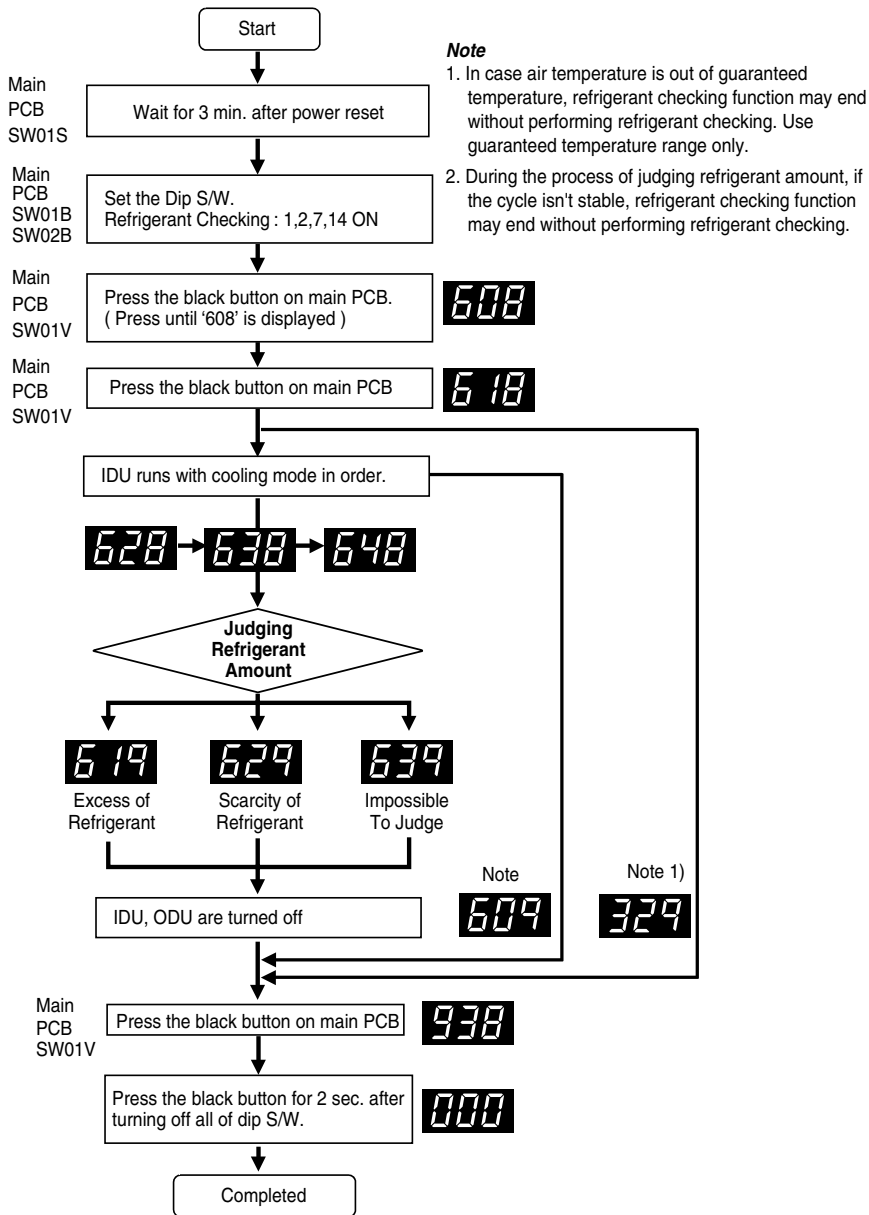 Start
Note
1. In case air temperature is out of guaranteed
temperature, refrigerant checking function may end
without performing refrigerant checking. Use
guaranteed temperature range only.
2. During the process of judging refrigerant amount, if
the cycle isn't stable, refrigerant checking function
may end without performing refrigerant checking.
Main
PCB
SW01S
Wait for 3 min. after power reset
Main
PCB
SW01B
SW02B
Set the Dip S/W.
Refrigerant Checking : 1,2,7,14 ON
Main
PCB
SW01V
Press the black button on main PCB.
( Press until ‘608’ is displayed )
608
Main
PCB
SW01V
Press the black button on main PCB
618
IDU runs with cooling mode in order.
628 638 648
Judging
Refrigerant
Amount
619 629 639
Excess of
Refrigerant
Scarcity of
Refrigerant
Impossible
To Judge
Note
609
Note 1)
329
IDU, ODU are turned off
Main
PCB
SW01V
Press the black button on main PCB
938
Press the black button for 2 sec. after
turning off all of dip S/W.
000
Completed